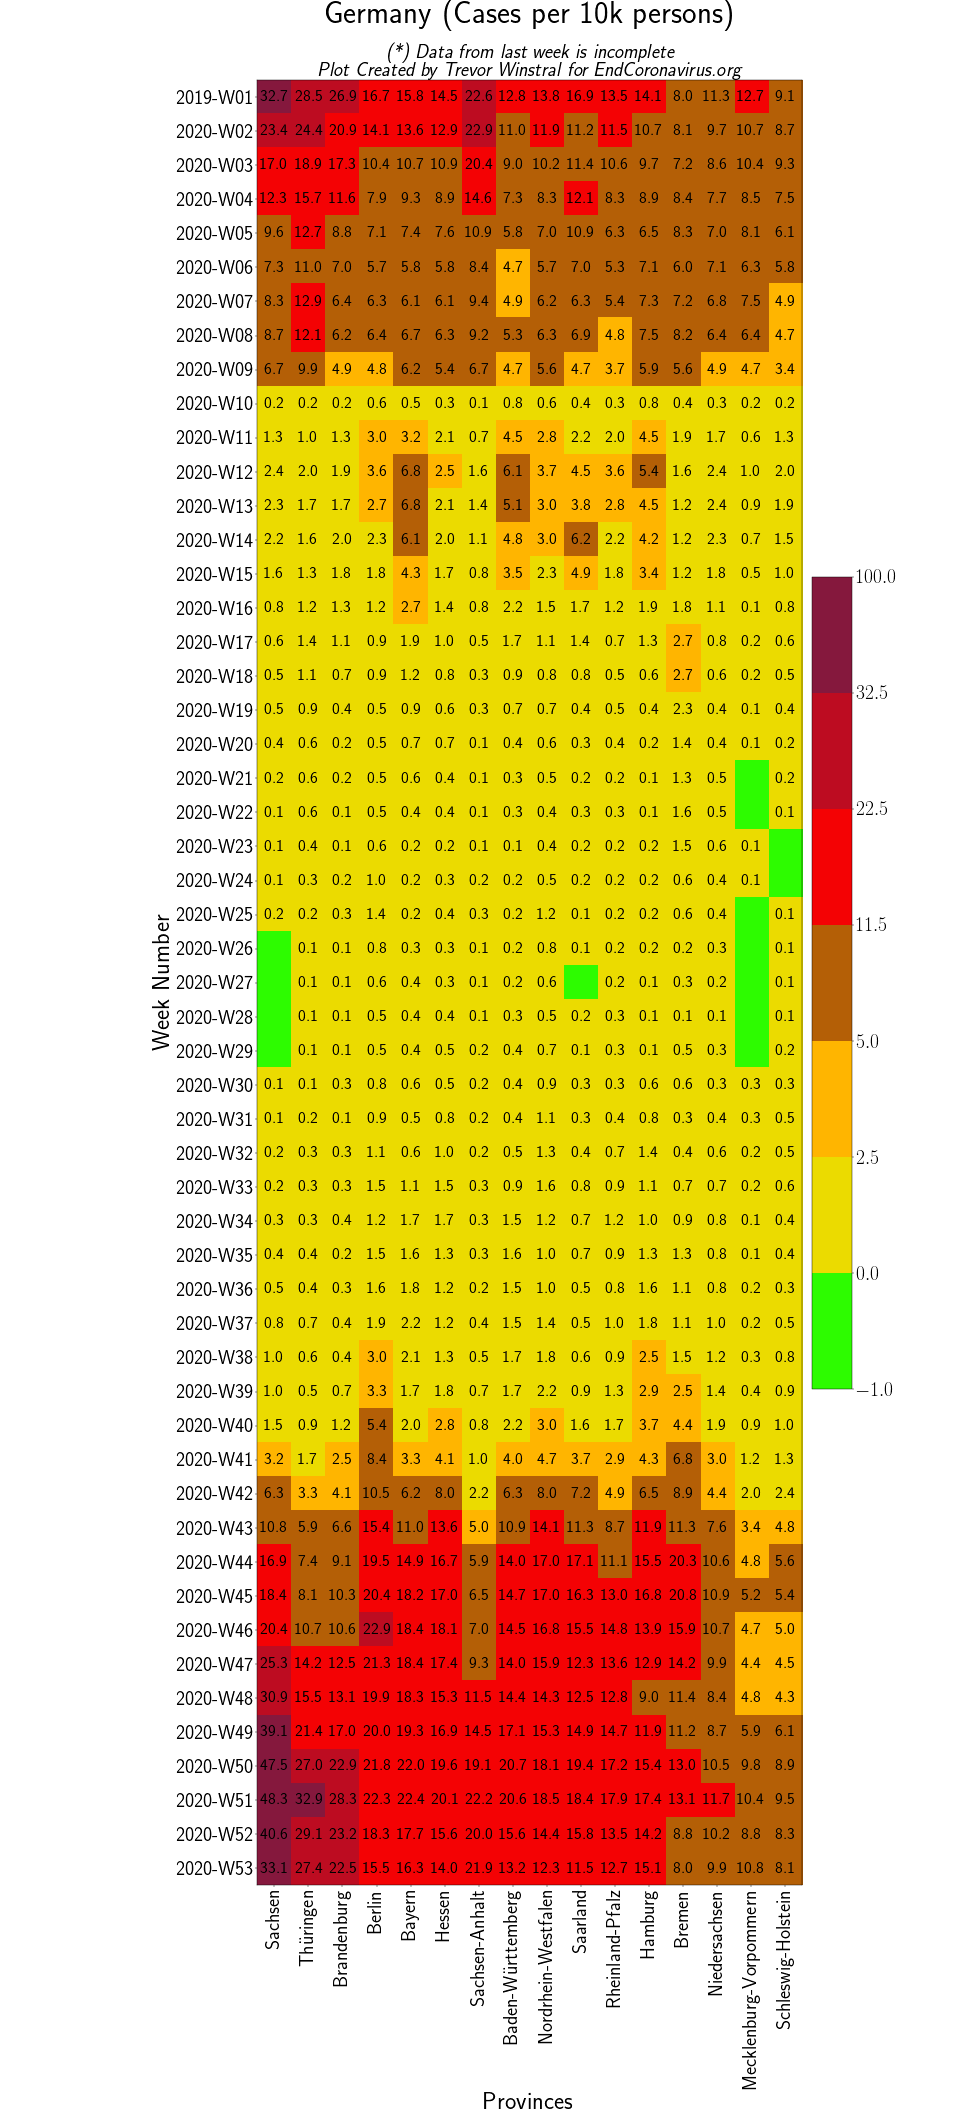 Germany (Cases per 10k persons)
(*) Data from last week is incomplete
Plot Created by Trevor Winstral for EndCoronavirus.org
2019-W01 32.7 28.5 26.9 16.7 15.8 14.5 22.6 12.8 13.8 16.9 13.5 14.1 8.0 11.3 12.7 9.1
2020-W02 23.4 24.4 20.9 14.1 13.6 12.9 22.9 11.0 11.9 11.2 11.5 10.7 8.1 9.7 10.7 8.7
2020-W03 17.0 18.9 17.3 10.4 10.7 10.9 20.4 9.0 10.2 11.4 10.6 9.7 7.2 8.6 10.4 9.3
2020-W04 12.3 15.7 11.6 7.9 9.3 8.9 14.6 7.3 8.3 12.1 8.3 8.9 8.4 7.7 8.5 7.5
2020-W05 9.6 12.7 8.8 7.1 7.4 7.6 10.9 5.8 7.0 10.9 6.3 6.5 8.3 7.0 8.1 6.1
2020-W06 7.3 11.0 7.0 5.7 5.8 5.8 8.4 4.7 5.7 7.0 5.3 7.1 6.0 7.1 6.3 5.8
2020-W07 8.3 12.9 6.4 6.3 6.1 6.1 9.4 4.9 6.2 6.3 5.4 7.3 7.2 6.8 7.5 4.9
2020-W08 8.7 12.1 6.2 6.4 6.7 6.3 9.2 5.3 6.3 6.9 4.8 7.5 8.2 6.4 6.4 4.7
2020-W09 6.7 9.9 4.9 4.8 6.2 5.4 6.7 4.7 5.6 4.7 3.7 5.9 5.6 4.9 4.7 3.4
2020-W10 0.2 0.2 0.2 0.6 0.5 0.3 0.1 0.8 0.6 0.4 0.3 0.8 0.4 0.3 0.2 0.2
2020-W11 1.3 1.0 1.3 3.0 3.2 2.1 0.7 4.5 2.8 2.2 2.0 4.5 1.9 1.7 0.6 1.3
2020-W12 2.4 2.0 1.9 3.6 6.8 2.5 1.6 6.1 3.7 4.5 3.6 5.4 1.6 2.4 1.0 2.0
2020-W13 2.3 1.7 1.7 2.7 6.8 2.1 1.4 5.1 3.0 3.8 2.8 4.5 1.2 2.4 0.9 1.9
2020-W14 2.2 1.6 2.0 2.3 6.1 2.0 1.1 4.8 3.0 6.2 2.2 4.2 1.2 2.3 0.7 1.5
2020-W15 1.6 1.3 1.8 1.8 4.3 1.7 0.8 3.5 2.3 4.9 1.8 3.4 1.2 1.8 0.5 1.0
2020-W16 0.8 1.2 1.3 1.2 2.7 1.4 0.8 2.2 1.5 1.7 1.2 1.9 1.8 1.1 0.1 0.8
2020-W17 0.6 1.4 1.1 0.9 1.9 1.0 0.5 1.7 1.1 1.4 0.7 1.3 2.7 0.8 0.2 0.6
2020-W18 0.5 1.1 0.7 0.9 1.2 0.8 0.3 0.9 0.8 0.8 0.5 0.6 2.7 0.6 0.2 0.5
2020-W19 0.5 0.9 0.4 0.5 0.9 0.6 0.3 0.7 0.7 0.4 0.5 0.4 2.3 0.4 0.1 0.4
2020-W20 0.4 0.6 0.2 0.5 0.7 0.7 0.1 0.4 0.6 0.3 0.4 0.2 1.4 0.4 0.1 0.2
2020-W21 0.2 0.6 0.2 0.5 0.6 0.4 0.1 0.3 0.5 0.2 0.2 0.1 1.3 0.5 0.2
2020-W22 0.1 0.6 0.1 0.5 0.4 0.4 0.1 0.3 0.4 0.3 0.3 0.1 1.6 0.5 0.1
2020-W23 0.1 0.4 0.1 0.6 0.2 0.2 0.1 0.1 0.4 0.2 0.2 0.2 1.5 0.6 0.1
2020-W24 0.1 0.3 0.2 1.0 0.2 0.3 0.2 0.2 0.5 0.2 0.2 0.2 0.6 0.4 0.1
2020-W25 0.2 0.2 0.3 1.4 0.2 0.4 0.3 0.2 1.2 0.1 0.2 0.2 0.6 0.4 0.1
2020-W26 0.1 0.1 0.8 0.3 0.3 0.1 0.2 0.8 0.1 0.2 0.2 0.2 0.3 0.1
2020-W27 0.1 0.1 0.6 0.4 0.3 0.1 0.2 0.6 0.2 0.1 0.3 0.2 0.1
2020-W28 0.1 0.1 0.5 0.4 0.4 0.1 0.3 0.5 0.2 0.3 0.1 0.1 0.1 0.1
2020-W29 0.1 0.1 0.5 0.4 0.5 0.2 0.4 0.7 0.1 0.3 0.1 0.5 0.3 0.2
2020-W30 0.1 0.1 0.3 0.8 0.6 0.5 0.2 0.4 0.9 0.3 0.3 0.6 0.6 0.3 0.3 0.3
2020-W31 0.1 0.2 0.1 0.9 0.5 0.8 0.2 0.4 1.1 0.3 0.4 0.8 0.3 0.4 0.3 0.5
2020-W32 0.2 0.3 0.3 1.1 0.6 1.0 0.2 0.5 1.3 0.4 0.7 1.4 0.4 0.6 0.2 0.5
2020-W33 0.2 0.3 0.3 1.5 1.1 1.5 0.3 0.9 1.6 0.8 0.9 1.1 0.7 0.7 0.2 0.6
2020-W34 0.3 0.3 0.4 1.2 1.7 1.7 0.3 1.5 1.2 0.7 1.2 1.0 0.9 0.8 0.1 0.4
2020-W35 0.4 0.4 0.2 1.5 1.6 1.3 0.3 1.6 1.0 0.7 0.9 1.3 1.3 0.8 0.1 0.4
2020-W36 0.5 0.4 0.3 1.6 1.8 1.2 0.2 1.5 1.0 0.5 0.8 1.6 1.1 0.8 0.2 0.3
2020-W37 0.8 0.7 0.4 1.9 2.2 1.2 0.4 1.5 1.4 0.5 1.0 1.8 1.1 1.0 0.2 0.5
2020-W38 1.0 0.6 0.4 3.0 2.1 1.3 0.5 1.7 1.8 0.6 0.9 2.5 1.5 1.2 0.3 0.8
2020-W39 1.0 0.5 0.7 3.3 1.7 1.8 0.7 1.7 2.2 0.9 1.3 2.9 2.5 1.4 0.4 0.9
2020-W40 1.5 0.9 1.2 5.4 2.0 2.8 0.8 2.2 3.0 1.6 1.7 3.7 4.4 1.9 0.9 1.0
2020-W41 3.2 1.7 2.5 8.4 3.3 4.1 1.0 4.0 4.7 3.7 2.9 4.3 6.8 3.0 1.2 1.3
2020-W42 6.3 3.3 4.1 10.5 6.2 8.0 2.2 6.3 8.0 7.2 4.9 6.5 8.9 4.4 2.0 2.4
2020-W43 10.8 5.9 6.6 15.4 11.0 13.6 5.0 10.9 14.1 11.3 8.7 11.9 11.3 7.6 3.4 4.8
2020-W44 16.9 7.4 9.1 19.5 14.9 16.7 5.9 14.0 17.0 17.1 11.1 15.5 20.3 10.6 4.8 5.6
2020-W45 18.4 8.1 10.3 20.4 18.2 17.0 6.5 14.7 17.0 16.3 13.0 16.8 20.8 10.9 5.2 5.4
2020-W46 20.4 10.7 10.6 22.9 18.4 18.1 7.0 14.5 16.8 15.5 14.8 13.9 15.9 10.7 4.7 5.0
2020-W47 25.3 14.2 12.5 21.3 18.4 17.4 9.3 14.0 15.9 12.3 13.6 12.9 14.2 9.9 4.4 4.5
2020-W48 30.9 15.5 13.1 19.9 18.3 15.3 11.5 14.4 14.3 12.5 12.8 9.0 11.4 8.4 4.8 4.3
2020-W49 39.1 21.4 17.0 20.0 19.3 16.9 14.5 17.1 15.3 14.9 14.7 11.9 11.2 8.7 5.9 6.1
2020-W50 47.5 27.0 22.9 21.8 22.0 19.6 19.1 20.7 18.1 19.4 17.2 15.4 13.0 10.5 9.8 8.9
2020-W51 48.3 32.9 28.3 22.3 22.4 20.1 22.2 20.6 18.5 18.4 17.9 17.4 13.1 11.7 10.4 9.5
2020-W52 40.6 29.1 23.2 18.3 17.7 15.6 20.0 15.6 14.4 15.8 13.5 14.2 8.8 10.2 8.8 8.3
2020-W53 33.1 27.4 22.5 15.5 16.3 14.0 21.9 13.2 12.3 11.5 12.7 15.1 8.0 9.9 10.8 8.1
Week Number
Sachsen
Thüringen
Brandenburg
Berlin
Bayern
Hessen
Sachsen-Anhalt
Baden-Württemberg
Nordrhein-Westfalen
Saarland
Rheinland-Pfalz
Hamburg
Bremen
Niedersachsen
Mecklenburg-Vorpommern
Schleswig-Holstein
Provinces
100.0
32.5
22.5
11.5
5.0
2.5
0.0
−1.0